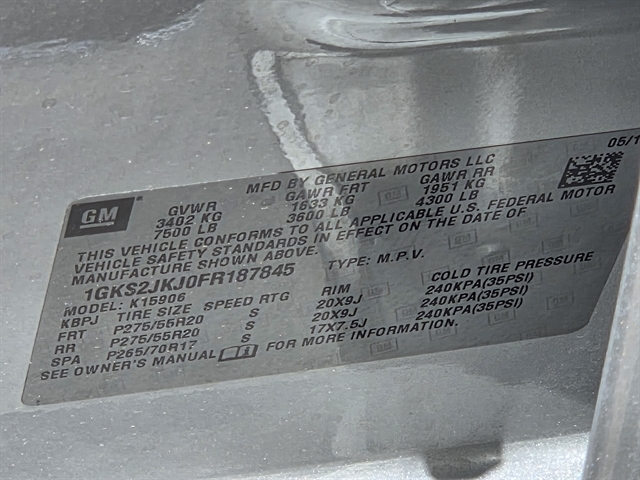 GM
MFD BY GENERAL MOTORS LLC
05/1
GVWR GAWR FRT GAWR RR
3402 KG 1633 KG 1951 KG
7500 LB 3600 LB 4300 LB
THIS VEHICLE CONFORMS TO ALL APPLICABLE U.S. FEDERAL MOTOR
VEHICLE SAFETY STANDARDS IN EFFECT ON THE DATE OF
MANUFACTURE SHOWN ABOVE.
1GKS2JKJ0FR187845 TYPE: M.P.V.
MODEL: K15906
KBPJ TIRE SIZE SPEED RTG RIM COLD TIRE PRESSURE
FRT P275/55R20 S 20X9J 240KPA(35PSI)
RR P275/55R20 S 20X9J 240KPA(35PSI)
SPA P265/70R17 S 17X7.5J 240KPA(35PSI)
SEE OWNER'S MANUAL FOR MORE INFORMATION.